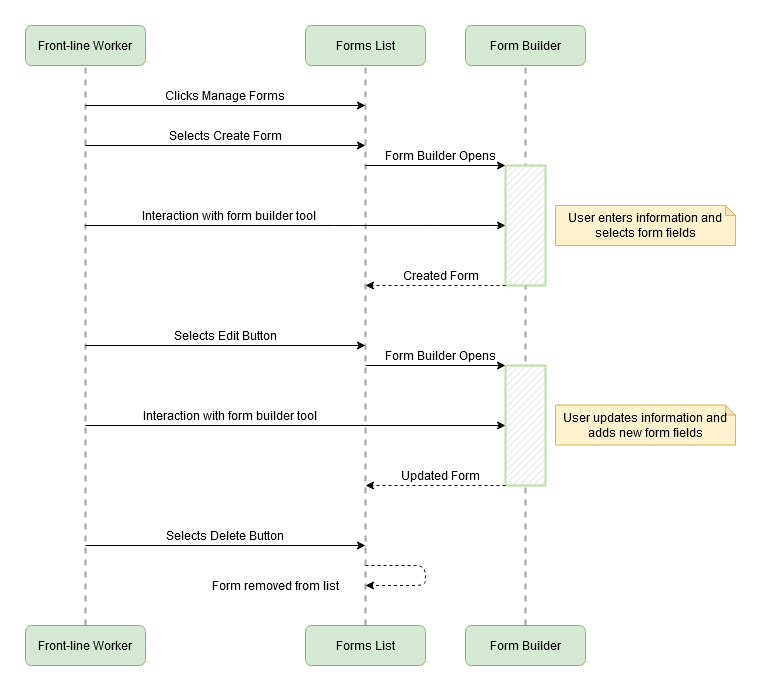 Front-line Worker
Forms List
Form Builder
Clicks Manage Forms
Selects Create Form
Form Builder Opens
Interaction with form builder tool
User enters information and
selects form fields
Created Form
Selects Edit Button
Form Builder Opens
Interaction with form builder tool
User updates information and
adds new form fields
Updated Form
Selects Delete Button
Form removed from list
Front-line Worker
Forms List
Form Builder